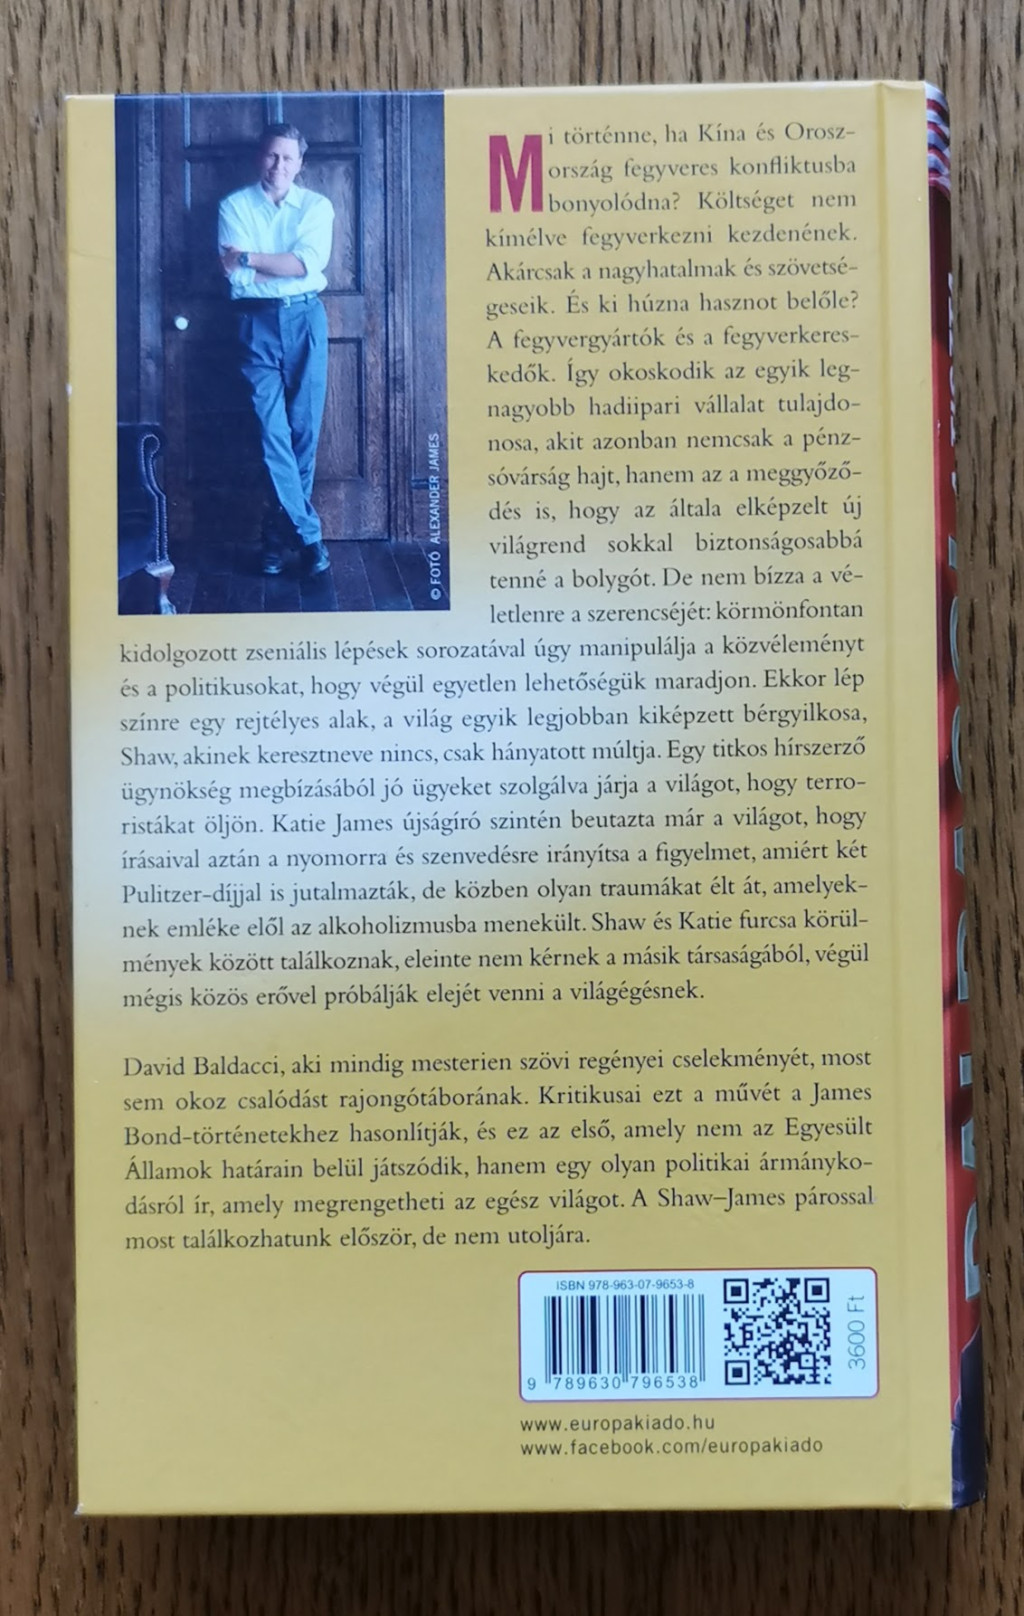 Mi történne, ha Kína és Orosz-
ország fegyveres konfliktusba
bonyolódna? Költséget nem
kímélve fegyverkezni kezdenének.
Akárcsak a nagyhatalmak és szövetsé-
geseik. És ki húzna hasznot belőle?
A fegyvergyártók és a fegyverkeres-
kedők. Így okoskodik az egyik leg-
nagyobb hadiipari vállalat tulajdo-
nosa, akit azonban nemcsak a pénz-
sóvárság hajt, hanem az a meggyőző-
dés is, hogy az általa elképzelt új
világrend sokkal biztonságosabbá
tenné a bolygót. De nem bízza a vé-
letlenre a szerencséjét: körmönfontan
kidolgozott zseniális lépések sorozatával úgy manipulálja a közvéleményt
és a politikusokat, hogy végül egyetlen lehetőségük maradjon. Ekkor lép
színre egy rejtélyes alak, a világ egyik legjobban kiképzett bérgyilkosa,
Shaw, akinek keresztneve nincs, csak hányatott múltja. Egy titkos hírszerző
ügynökség megbízásából jó ügyeket szolgálva járja a világot, hogy terro-
ristákat öljön. Katie James újságíró szintén beutazta már a világot, hogy
írásaival aztán a nyomorra és szenvedésre irányítsa a figyelmet, amiért két
Pulitzer-díjjal is jutalmazták, de közben olyan traumákat élt át, amelyek-
nek emléke elől az alkoholizmusba menekült. Shaw és Katie furcsa körül-
mények között találkoznak, eleinte nem kérnek a másik társaságából, végül
mégis közös erővel próbálják elejét venni a világégésnek.
David Baldacci, aki mindig mesterien szövi regényei cselekményét, most
sem okoz csalódást rajongótáborának. Kritikusai ezt a művét a James
Bond-történetekhez hasonlítják, és ez az első, amely nem az Egyesült
Államok határain belül játszódik, hanem egy olyan politikai ármányko-
dásról ír, amely megrengetheti az egész világot. A Shaw–James párossal
most találkozhatunk először, de nem utoljára.
© FOTÓ ALEXANDER JAMES
ISBN 978-963-07-9653-8
9 789630 796538
3600 Ft
www.europakiado.hu
www.facebook.com/europakiado